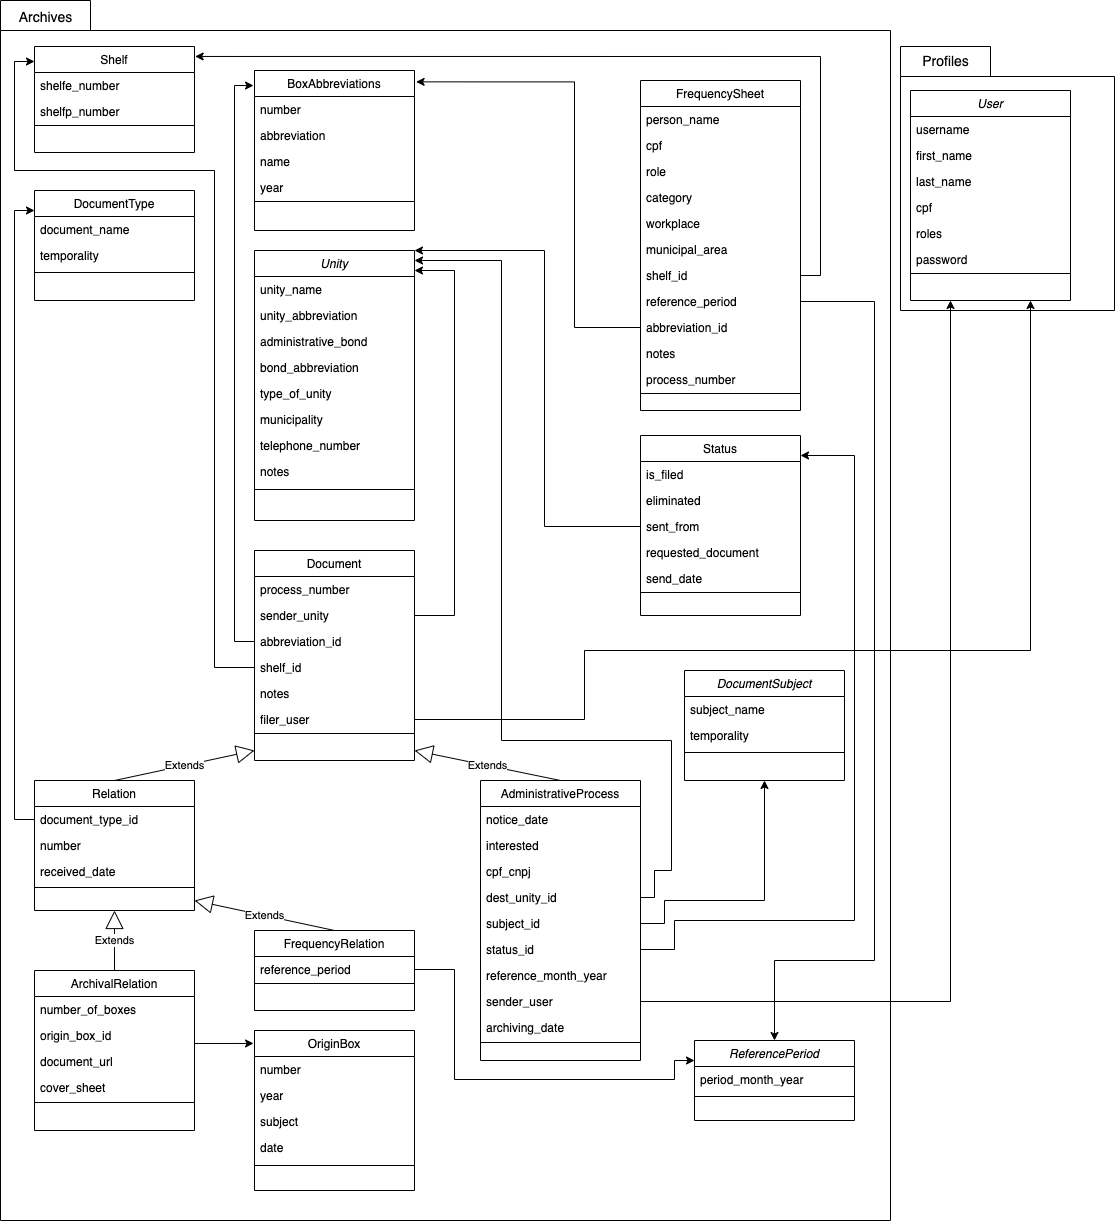 Archives
Shelf
shelfe_number
shelfp_number
DocumentType
document_name
temporality
BoxAbbreviations
number
abbreviation
name
year
Unity
unity_name
unity_abbreviation
administrative_bond
bond_abbreviation
type_of_unity
municipality
telephone_number
notes
FrequencySheet
person_name
cpf
role
category
workplace
municipal_area
shelf_id
reference_period
abbreviation_id
notes
process_number
Profiles
User
username
first_name
last_name
cpf
roles
password
Status
is_filed
eliminated
sent_from
requested_document
send_date
Document
process_number
sender_unity
abbreviation_id
shelf_id
notes
filer_user
DocumentSubject
subject_name
temporality
Extends
Extends
Relation
document_type_id
number
received_date
AdministrativeProcess
notice_date
interested
cpf_cnpj
dest_unity_id
subject_id
status_id
reference_month_year
sender_user
archiving_date
Extends
Extends
FrequencyRelation
reference_period
ArchivalRelation
number_of_boxes
origin_box_id
document_url
cover_sheet
OriginBox
number
year
subject
date
ReferencePeriod
period_month_year